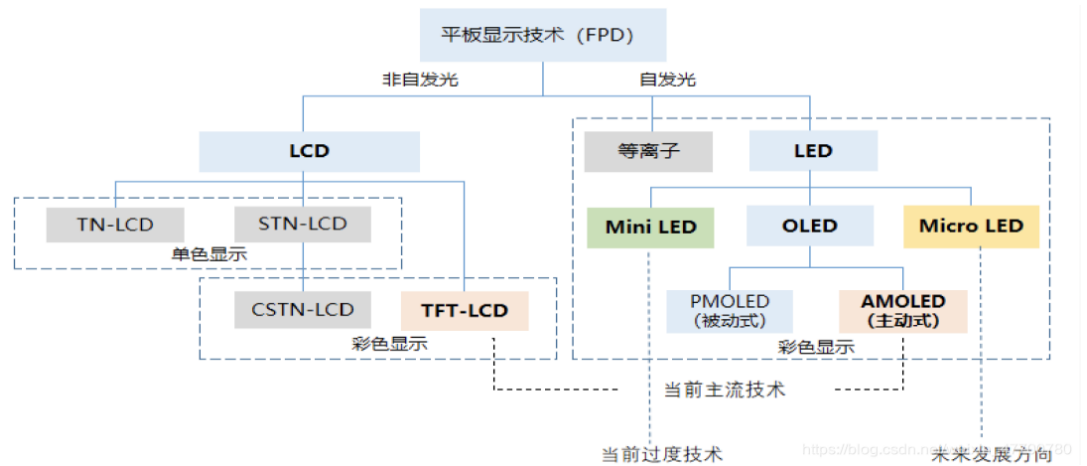 平板显示技术（FPD）
非自发光
自发光
LCD
等离子
LED
TN-LCD
STN-LCD
Mini LED
OLED
Micro LED
单色显示
CSTN-LCD
TFT-LCD
PMOLED
（被动式）
AMOLED
（主动式）
彩色显示
彩色显示
当前主流技术
当前过度技术
未来发展方向